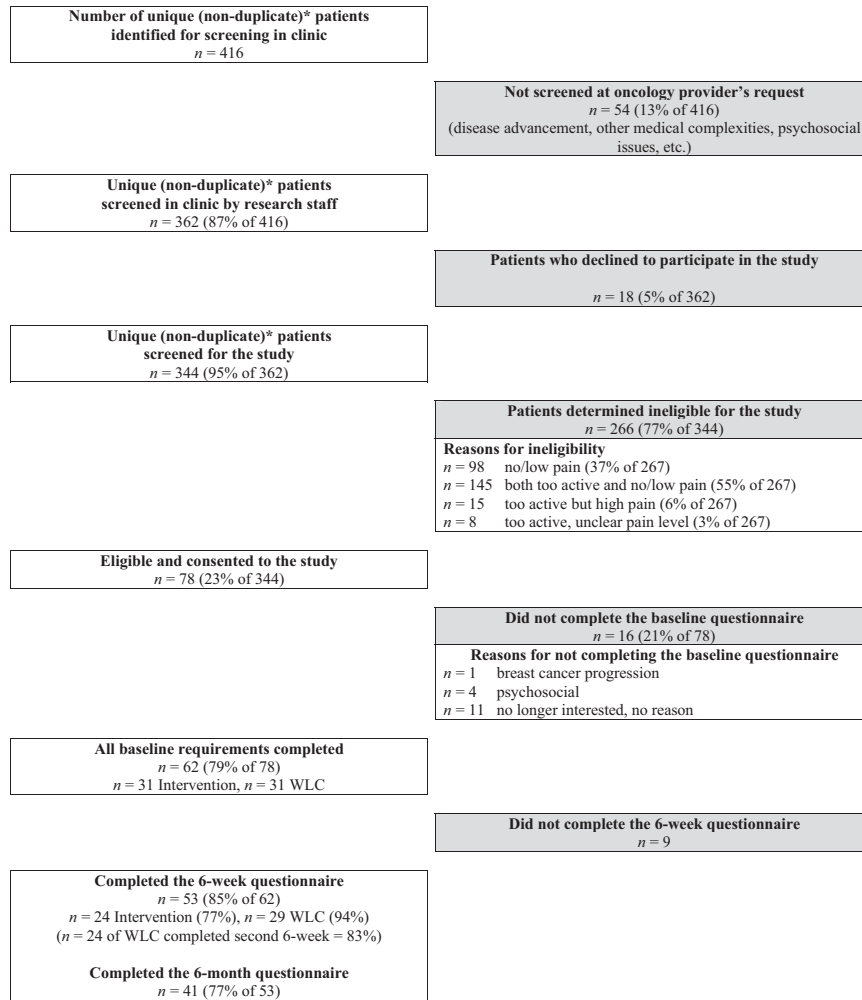 Number of unique (non-duplicate)* patients
identified for screening in clinic
n = 416
Not screened at oncology provider's request
n = 54 (13% of 416)
(disease advancement, other medical complexities, psychosocial
issues, etc.)
Unique (non-duplicate)* patients
screened in clinic by research staff
n = 362 (87% of 416)
Patients who declined to participate in the study
n = 18 (5% of 362)
Unique (non-duplicate)* patients
screened for the study
n = 344 (95% of 362)
Patients determined ineligible for the study
n = 266 (77% of 344)
Reasons for ineligibility
n = 98 no/low pain (37% of 267)
n = 145 both too active and no/low pain (55% of 267)
n = 15 too active but high pain (6% of 267)
n = 8 too active, unclear pain level (3% of 267)
Eligible and consented to the study
n = 78 (23% of 344)
Did not complete the baseline questionnaire
n = 16 (21% of 78)
Reasons for not completing the baseline questionnaire
n = 1 breast cancer progression
n = 4 psychosocial
n = 11 no longer interested, no reason
All baseline requirements completed
n = 62 (79% of 78)
n = 31 Intervention, n = 31 WLC
Did not complete the 6-week questionnaire
n = 9
Completed the 6-week questionnaire
n = 53 (85% of 62)
n = 24 Intervention (77%), n = 29 WLC (94%)
(n = 24 of WLC completed second 6-week = 83%)
Completed the 6-month questionnaire
n = 41 (77% of 53)